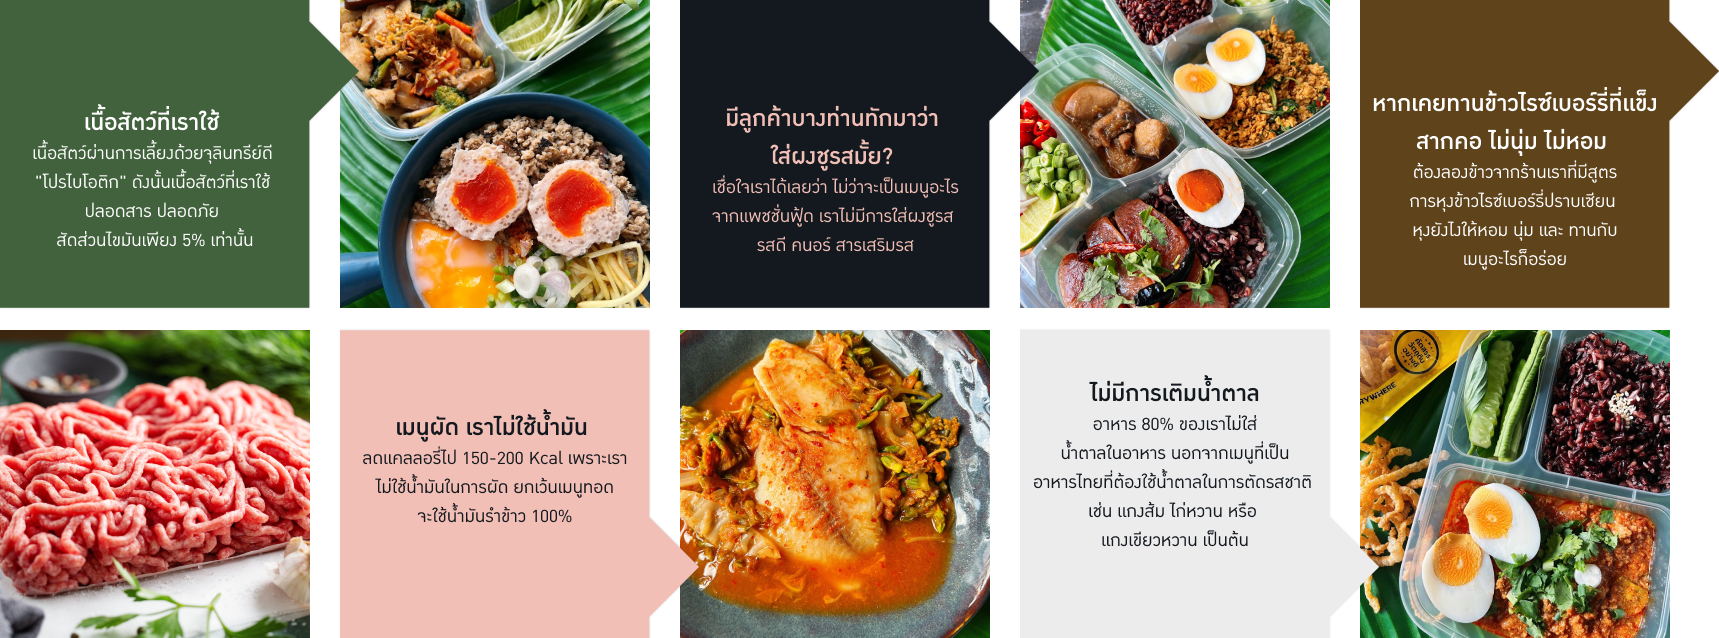 เนื้อสัตว์ที่เราใช้
เนื้อสัตว์ผ่านการเลี้ยงด้วยจุลินทรีย์ดี
"โปรไบโอติก" ดังนั้นเนื้อสัตว์ที่เราใช้
ปลอดสาร ปลอดภัย
สัดส่วนไขมันเพียง 5% เท่านั้น
มีลูกค้าบางท่านทักมาว่า
ใส่ผงชูรสมั้ย?
เชื่อใจเราได้เลยว่า ไม่ว่าจะเป็นเมนูอะไร
จากแพชชั่นฟู้ด เราไม่มีการใส่ผงชูรส
รสดี คนอร์ สารเสริมรส
หากเคยทานข้าวไรซ์เบอร์รี่ที่แข็ง
สากคอ ไม่นุ่ม ไม่หอม
ต้องลองข้าวจากร้านเราที่มีสูตร
การหุงข้าวไรซ์เบอร์รี่ปราบเซียน
หุงยังไงให้หอม นุ่ม และ ทานกับ
เมนูอะไรก็อร่อย
เมนูผัด เราไม่ใช้น้ำมัน
ลดแคลลอรี่ไป 150-200 Kcal เพราะเรา
ไม่ใช้น้ำมันในการผัด ยกเว้นเมนูทอด
จะใช้น้ำมันรำข้าว 100%
ไม่มีการเติมน้ำตาล
อาหาร 80% ของเราไม่ใส่
น้ำตาลในอาหาร นอกจากเมนูที่เป็น
อาหารไทยที่ต้องใช้น้ำตาลในการตัดรสชาติ
เช่น แกงส้ม ไก่หวาน หรือ
แกงเขียวหวาน เป็นต้น
คัดสรร
วัตถุดิบ
อย่างดี